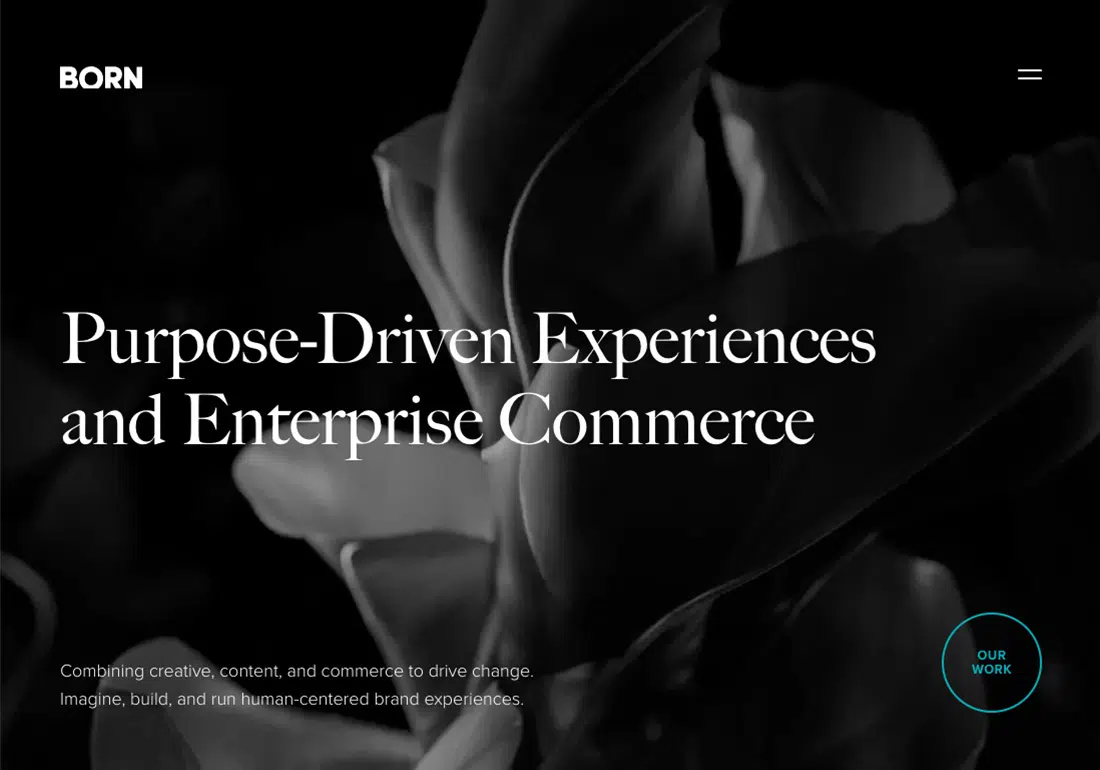 BORN
Purpose-Driven Experiences
and Enterprise Commerce
Combining creative, content, and commerce to drive change.
Imagine, build, and run human-centered brand experiences.
OUR
WORK